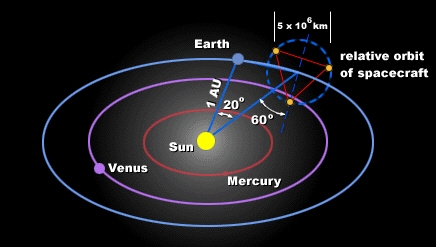 5 x 10⁶ km
Earth
relative orbit
of spacecraft
1 AU
20°
60°
Sun
Venus
Mercury